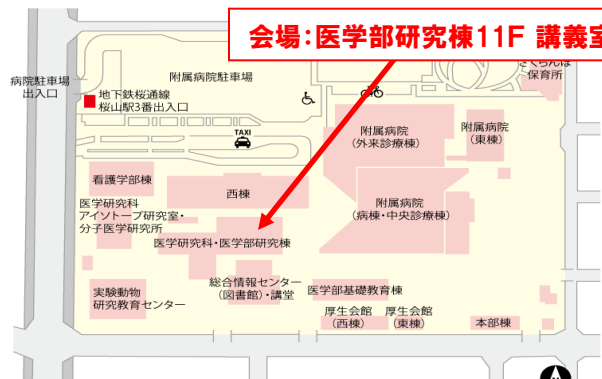 会場：医学部研究棟11F 講義室
さくらんぼ
保育所
病院駐車場
出入口
附属病院駐車場
地下鉄桜通線
桜山駅3番出入口
TAXI
附属病院
(外来診療棟)
附属病院
(東棟)
看護学部棟
西棟
医学研究科
アイソトープ研究室・
分子医学研究所
附属病院
(病棟・中央診療棟)
医学研究科・医学部研究棟
総合情報センター
(図書館)・講堂
医学部基礎教育棟
実験動物
研究教育センター
厚生会館
(西棟)
厚生会館
(東棟)
本部棟